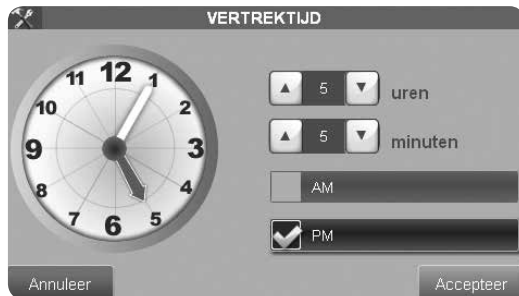 VERTREKTIJD
12
11 1
10 2
9 3
8 4
7 5
6
5 uren
5 minuten
AM
PM
Annuleer Accepteer